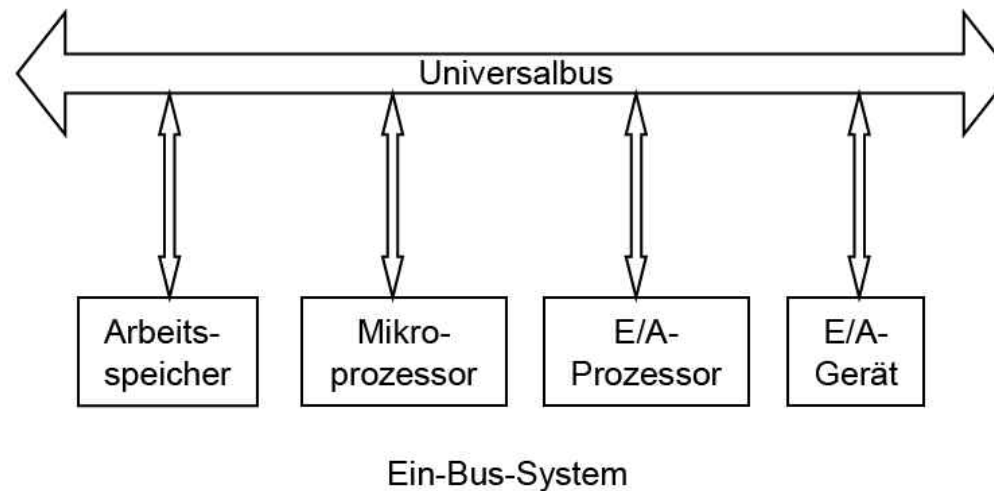 Universalbus
Arbeits-
speicher
Mikro-
prozessor
E/A-
Prozessor
E/A-
Gerät
Ein-Bus-System